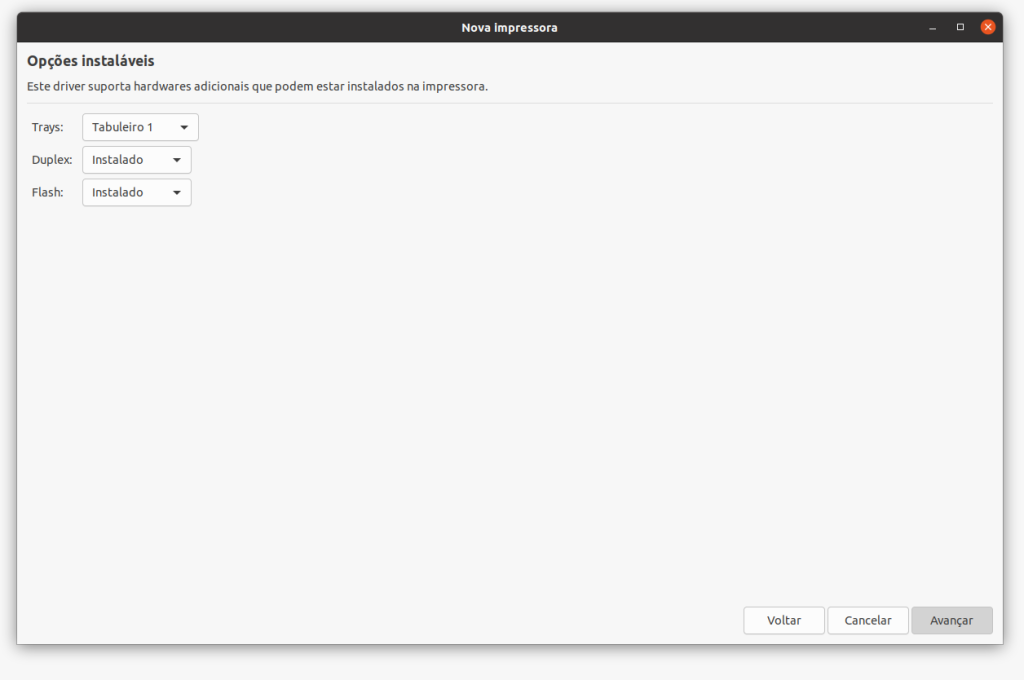 Nova impressora
Opções instaláveis
Este driver suporta hardwares adicionais que podem estar instalados na impressora.
Trays: Tabuleiro 1
Duplex: Instalado
Flash: Instalado
Voltar Cancelar Avançar